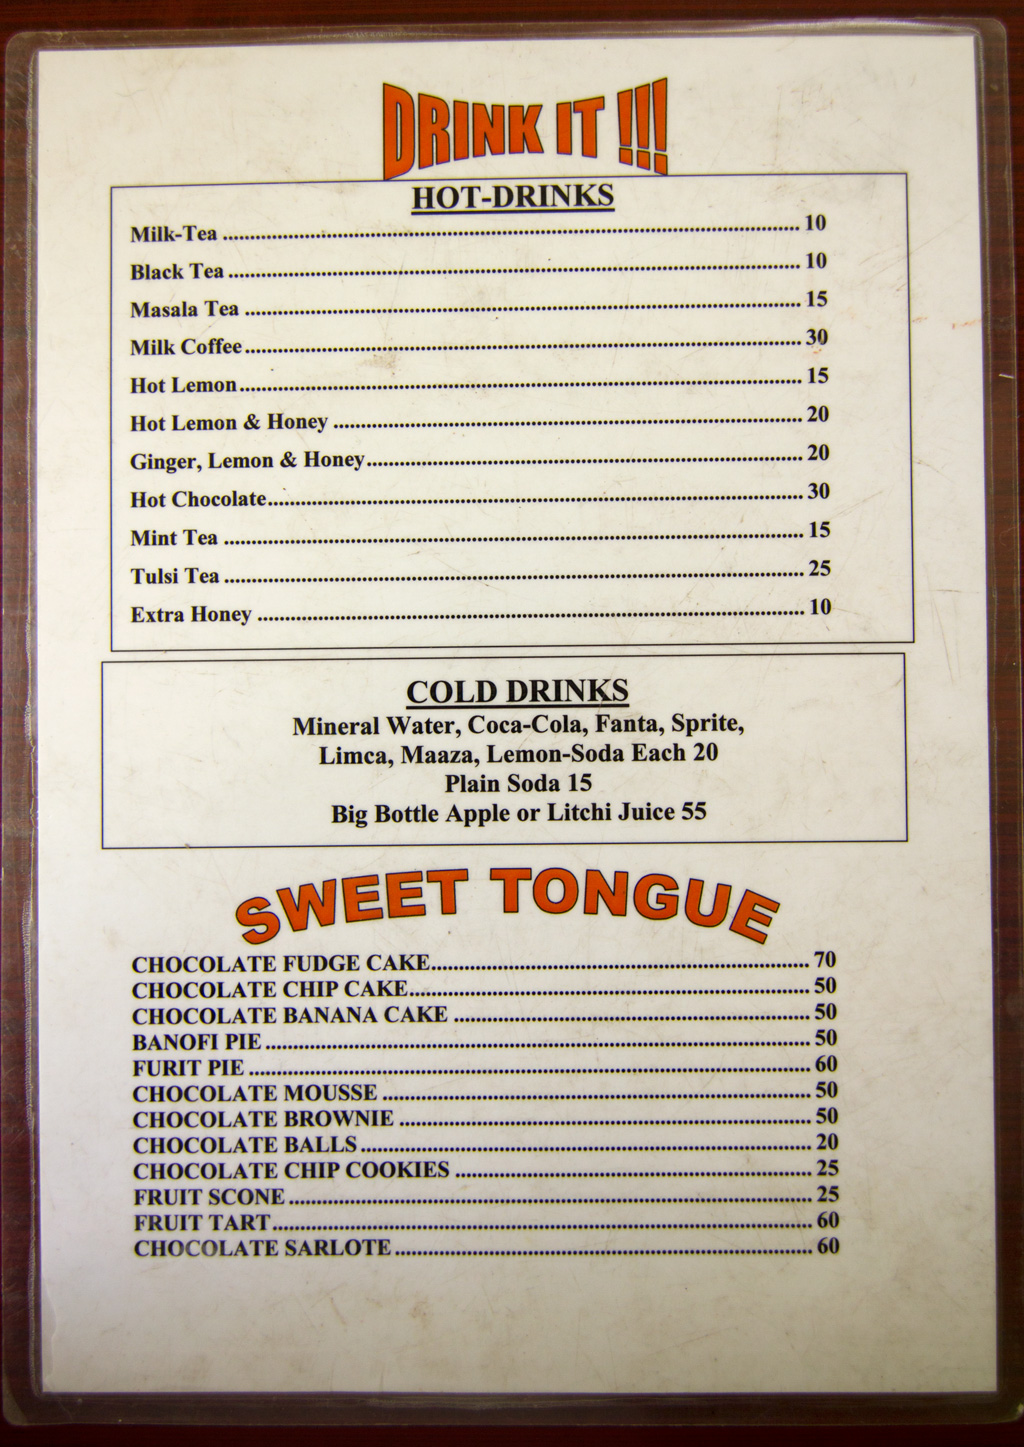 DRINK IT !!!
HOT-DRINKS
Milk-Tea ........ 10
Black Tea ........ 10
Masala Tea ........ 15
Milk Coffee ........ 30
Hot Lemon ........ 15
Hot Lemon & Honey ........ 20
Ginger, Lemon & Honey ........ 20
Hot Chocolate ........ 30
Mint Tea ........ 15
Tulsi Tea ........ 25
Extra Honey ........ 10
COLD DRINKS
Mineral Water, Coca-Cola, Fanta, Sprite,
Limca, Maaza, Lemon-Soda Each 20
Plain Soda 15
Big Bottle Apple or Litchi Juice 55
SWEET TONGUE
CHOCOLATE FUDGE CAKE ........ 70
CHOCOLATE CHIP CAKE ........ 50
CHOCOLATE BANANA CAKE ........ 50
BANOFI PIE ........ 50
FURIT PIE ........ 60
CHOCOLATE MOUSSE ........ 50
CHOCOLATE BROWNIE ........ 50
CHOCOLATE BALLS ........ 20
CHOCOLATE CHIP COOKIES ........ 25
FRUIT SCONE ........ 25
FRUIT TART ........ 60
CHOCOLATE SARLOTE ........ 60